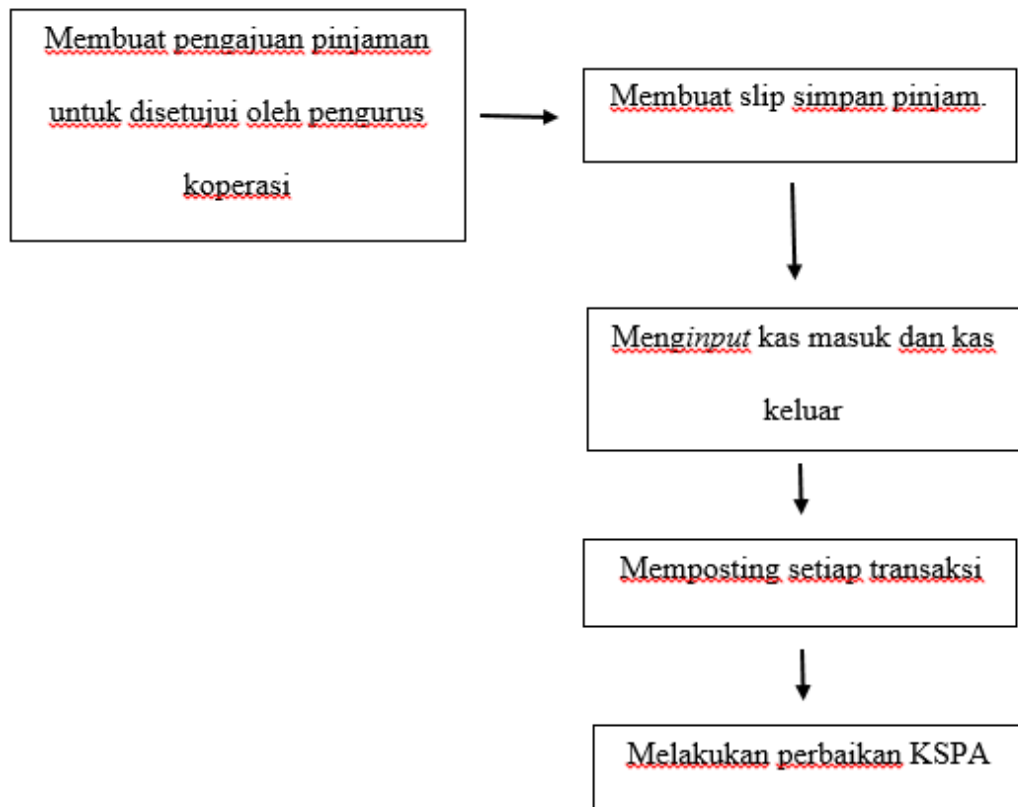 Membuat pengajuan pinjaman
untuk disetujui oleh pengurus
koperasi
Membuat slip simpan pinjam.
Menginput kas masuk dan kas
keluar
Memposting setiap transaksi
Melakukan perbaikan KSPA